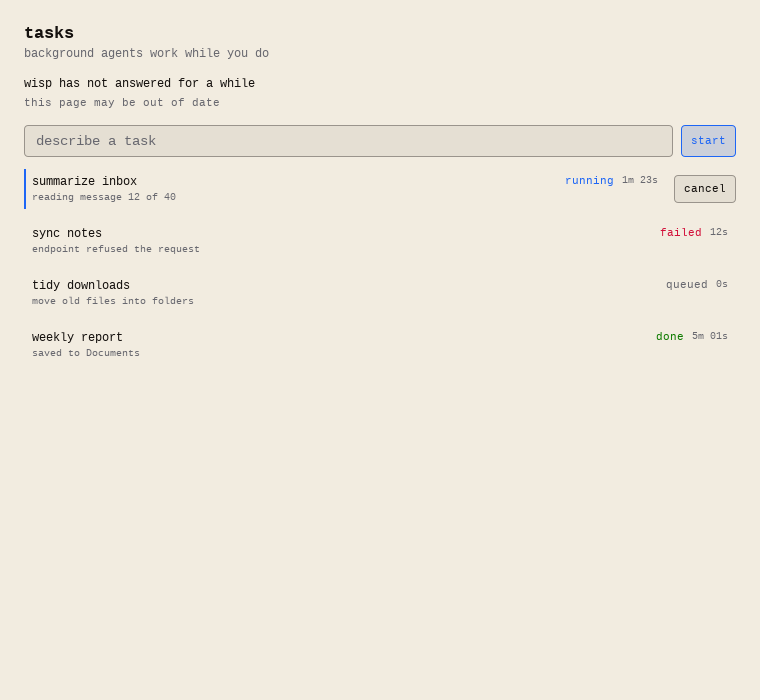 tasks
background agents work while you do
wisp has not answered for a while
this page may be out of date
describe a task
start
summarize inbox
running 1m 23s
cancel
reading message 12 of 40
sync notes
failed 12s
endpoint refused the request
tidy downloads
queued 0s
move old files into folders
weekly report
done 5m 01s
saved to Documents